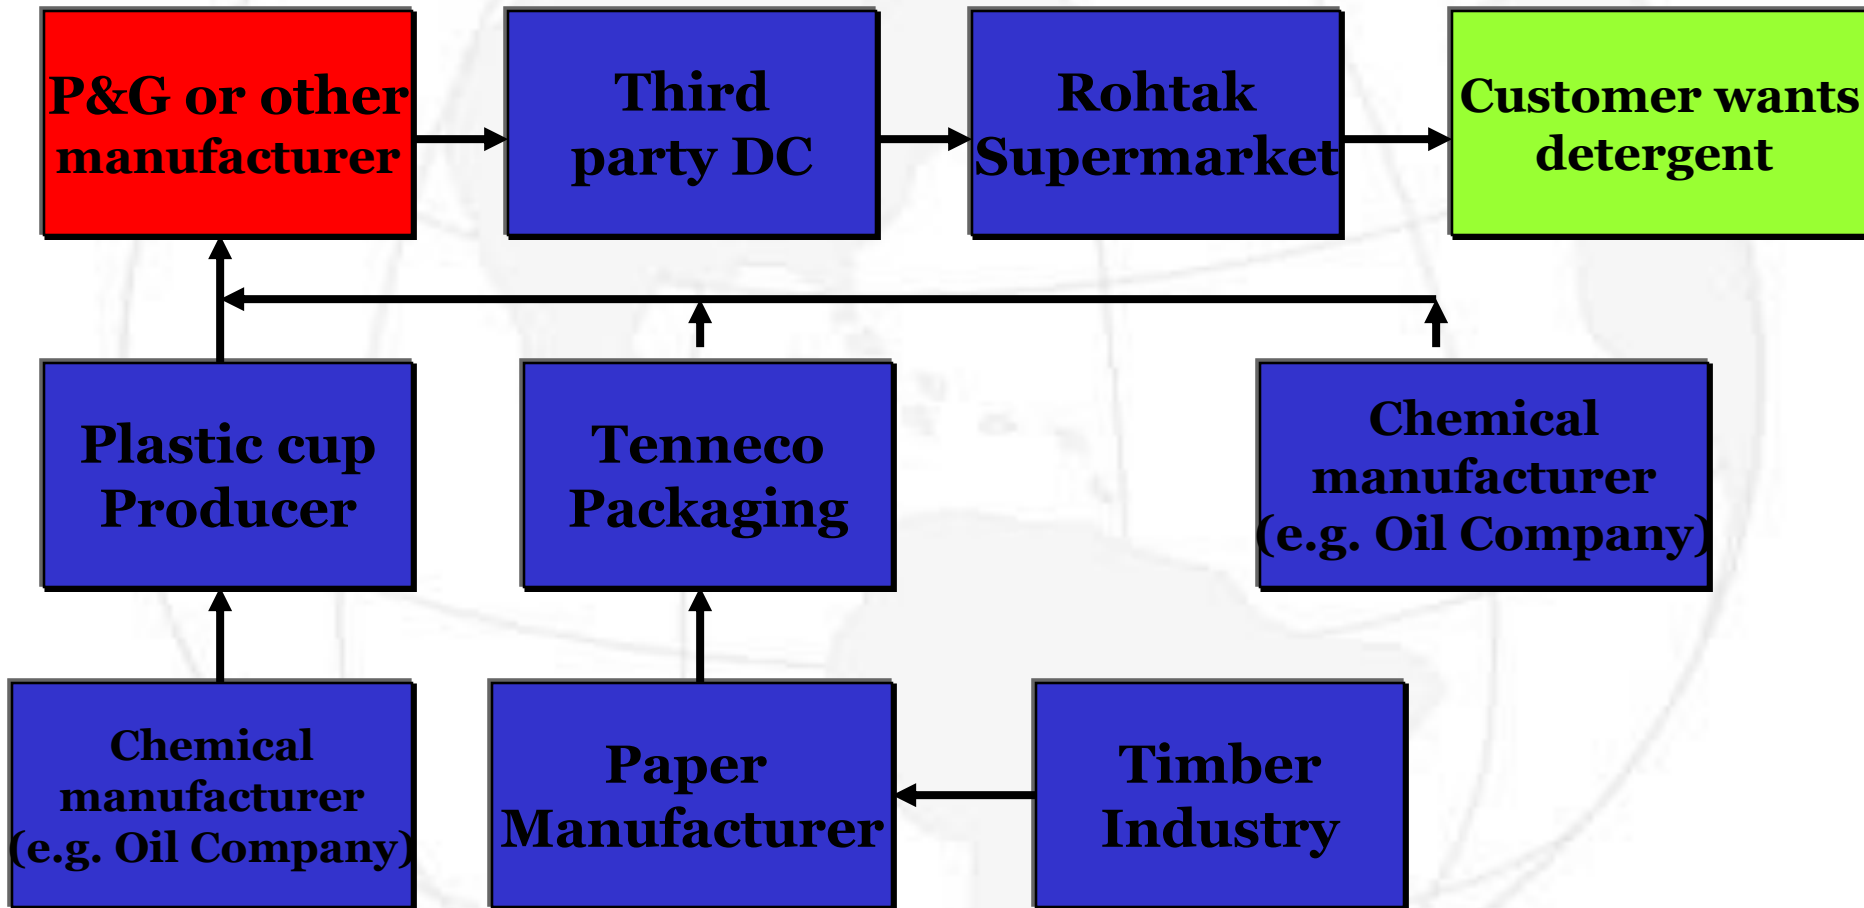 P&G or other
manufacturer
Third
party DC
Rohtak
Supermarket
Customer wants
detergent
Plastic cup
Producer
Tenneco
Packaging
Chemical
manufacturer
(e.g. Oil Company)
Chemical
manufacturer
(e.g. Oil Company)
Paper
Manufacturer
Timber
Industry